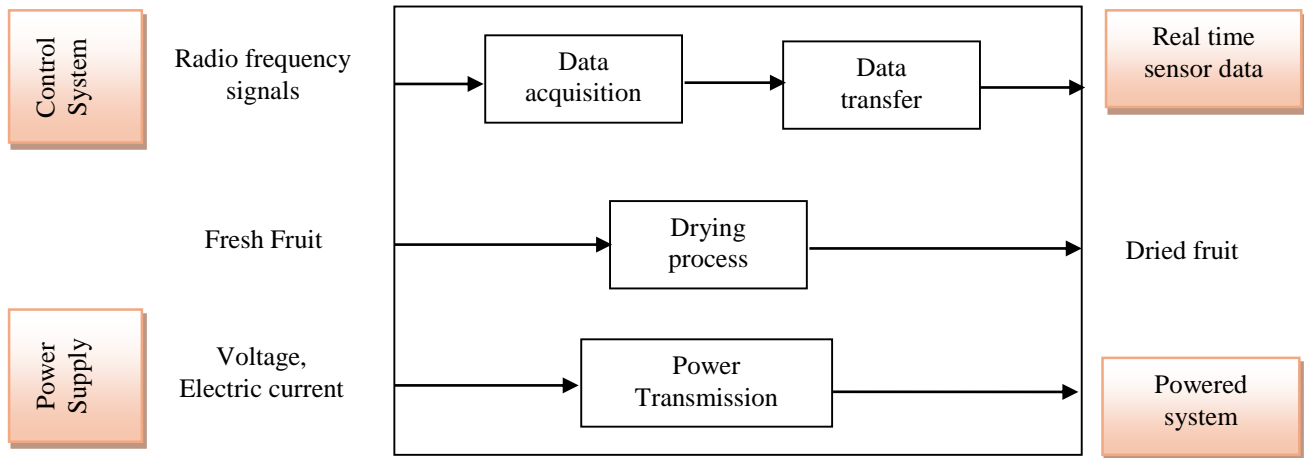 Control
System
Radio frequency
signals
Data
acquisition
Data
transfer
Real time
sensor data
Fresh Fruit
Drying
process
Dried fruit
Power
Supply
Voltage,
Electric current
Power
Transmission
Powered
system